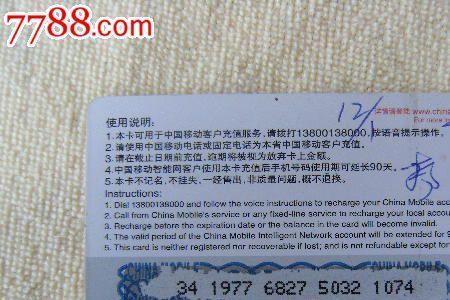 7788.com
12/
详情请登陆 www.china
使用说明:
1.本卡可用于中国移动客户充值服务,请拨打13800138000,按语音提示操作。
2.请使用中国移动电话或固定电话为本省中国移动客户充值。
3.请在截止日期前充值,逾期将被视为放弃卡上金额。
4.中国移动智能网客户使用本卡充值后手机号码使用期可延长90天。
5.本卡不记名,不挂失,一经售出,非质量问题,概不退换。
Instructions:
1. Dial 13800138000 and follow the voice instructions to recharge your China Mobile acco
2. Call from China Mobile's service or any fixed-line service to recharge your local accou
3. Recharge before the expiration date or the balance in the card will become invalid.
4. The valid period of the China Mobile Intelligent Network account will be extended for 9
5. This card is neither registered nor recoverable if lost; and is not refundable except for
34 1977 6827 5032 1074